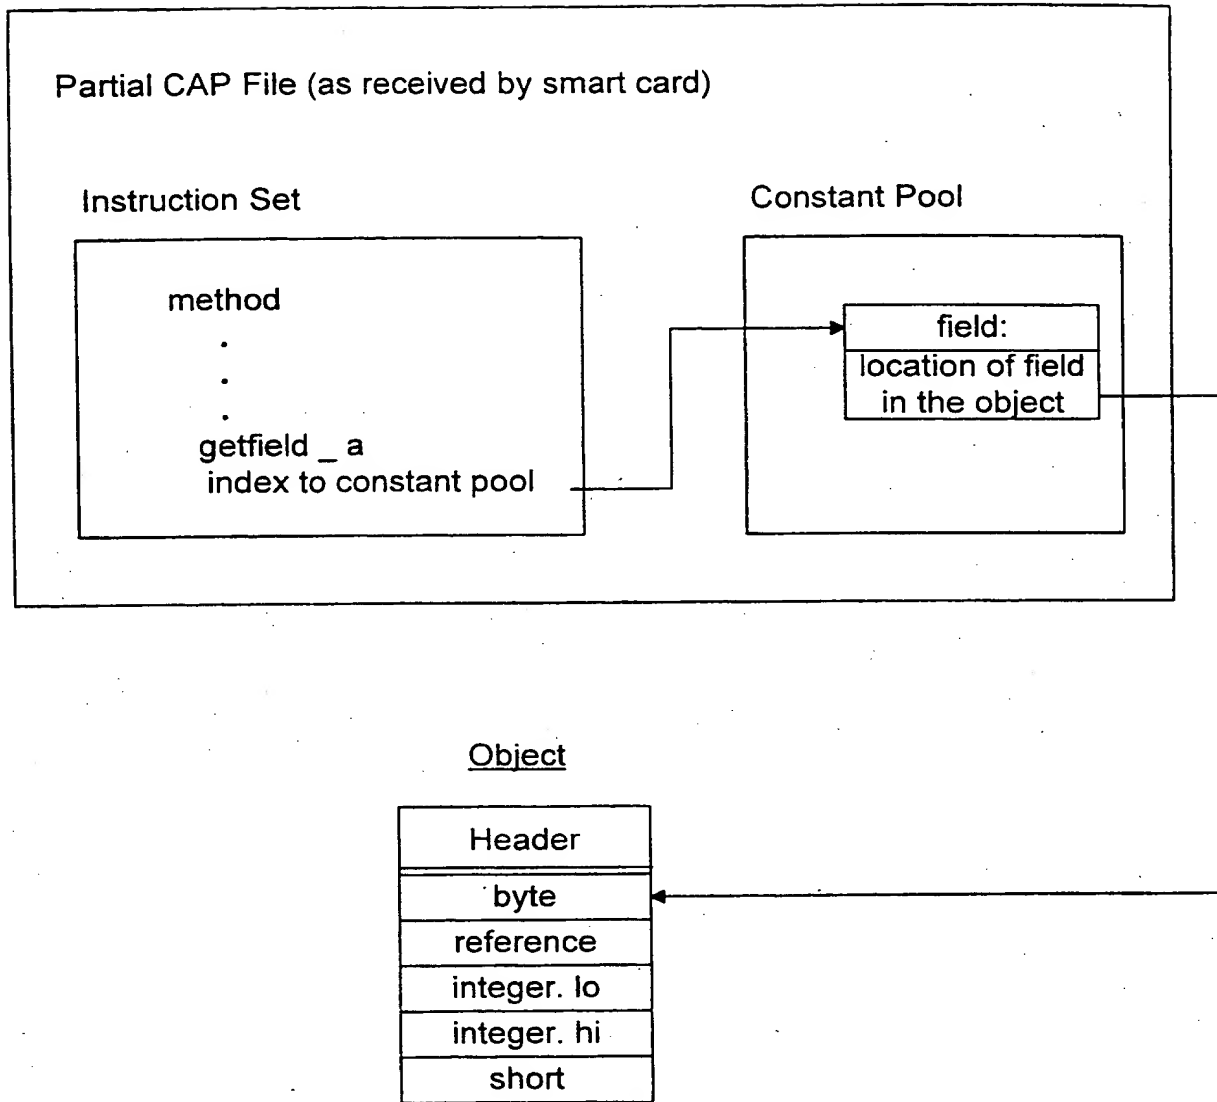 Partial CAP File (as received by smart card)
Instruction Set
Constant Pool
method
.
.
.
getfield _ a
index to constant pool
field:
location of field
in the object
Object
Header
byte
reference
integer. lo
integer. hi
short